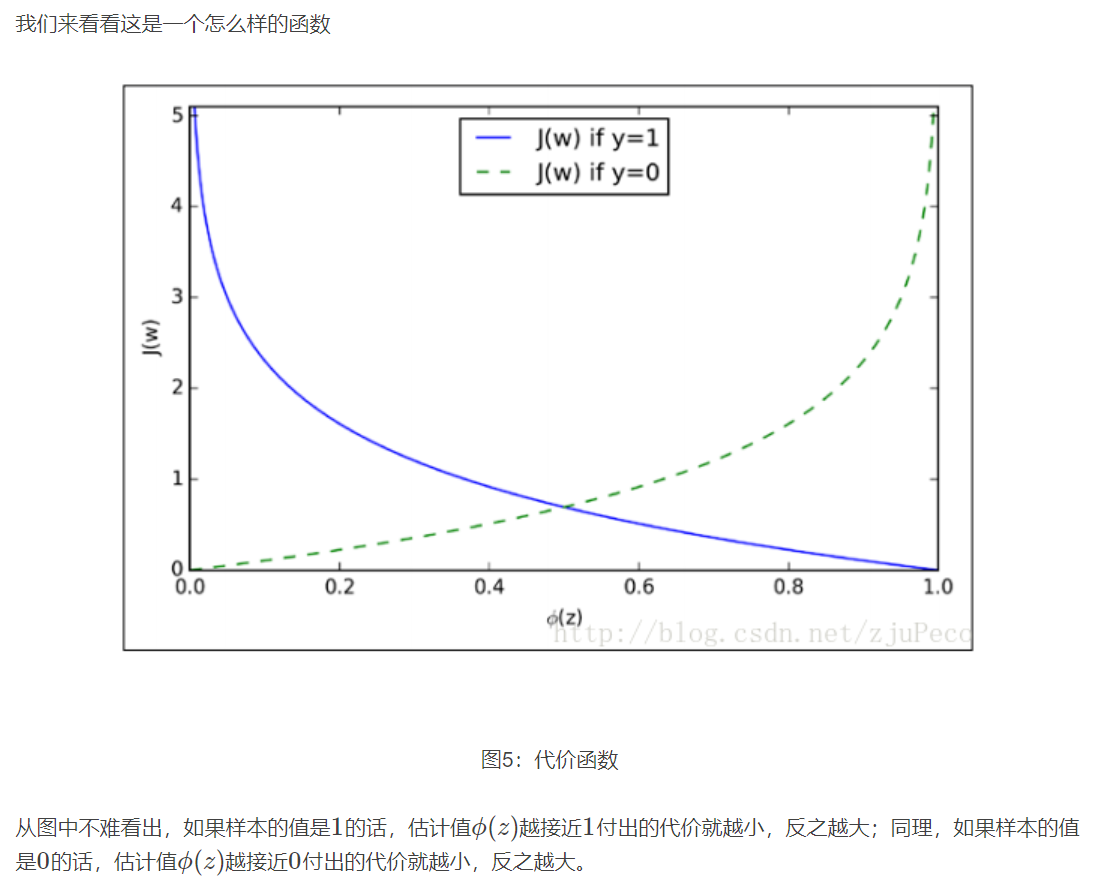 我们来看看这是一个怎么样的函数
5
4
3
2
1
0
J(w)
J(w) if y=1
J(w) if y=0
0.0 0.2 0.4 0.6 0.8 1.0
ϕ(z)
http://blog.csdn.net/zjuPeco
图5：代价函数
从图中不难看出，如果样本的值是1的话，估计值ϕ(z)越接近1付出的代价就越小，反之越大；同理，如果样本的值
是0的话，估计值ϕ(z)越接近0付出的代价就越小，反之越大。